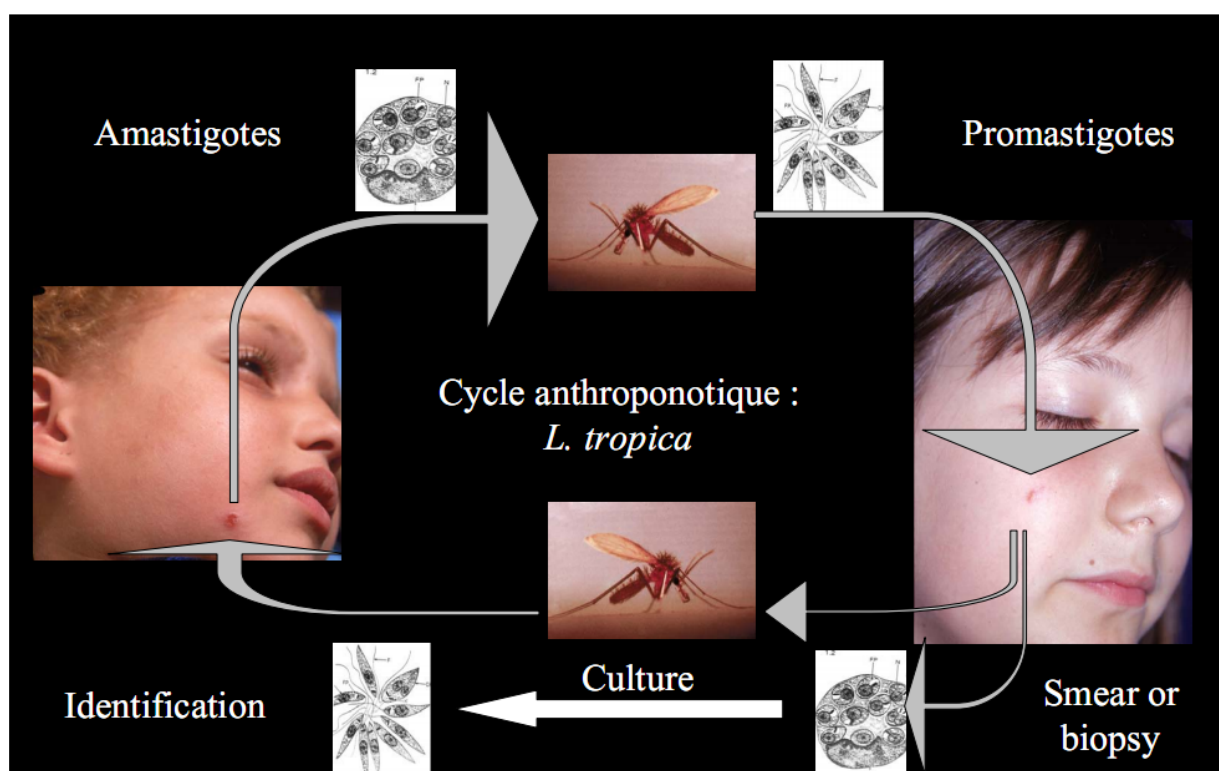 Amastigotes
Promastigotes
Cycle anthroponotique :
L. tropica
Culture
Identification
Smear or
biopsy